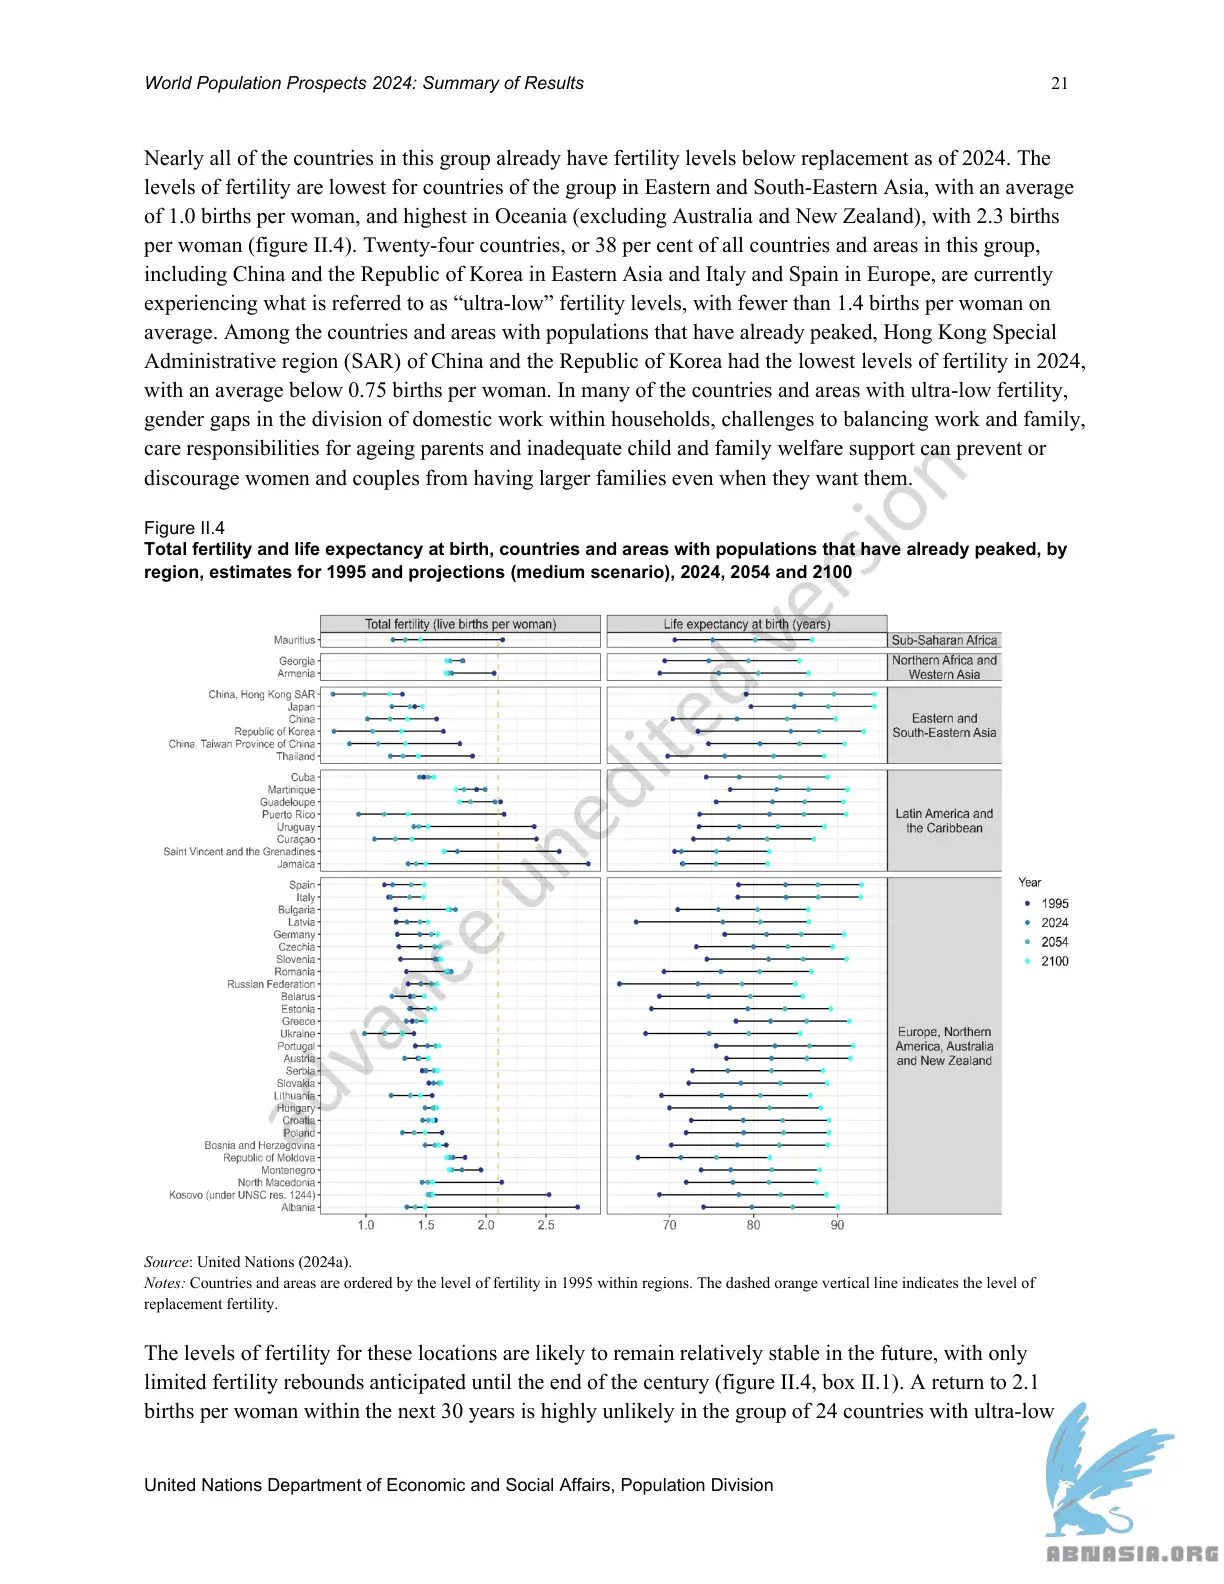 World Population Prospects 2024: Summary of Results 21
Nearly all of the countries in this group already have fertility levels below replacement as of 2024. The
levels of fertility are lowest for countries of the group in Eastern and South-Eastern Asia, with an average
of 1.0 births per woman, and highest in Oceania (excluding Australia and New Zealand), with 2.3 births
per woman (figure II.4). Twenty-four countries, or 38 per cent of all countries and areas in this group,
including China and the Republic of Korea in Eastern Asia and Italy and Spain in Europe, are currently
experiencing what is referred to as “ultra-low” fertility levels, with fewer than 1.4 births per woman on
average. Among the countries and areas with populations that have already peaked, Hong Kong Special
Administrative region (SAR) of China and the Republic of Korea had the lowest levels of fertility in 2024,
with an average below 0.75 births per woman. In many of the countries and areas with ultra-low fertility,
gender gaps in the division of domestic work within households, challenges to balancing work and family,
care responsibilities for ageing parents and inadequate child and family welfare support can prevent or
discourage women and couples from having larger families even when they want them.
Figure II.4
Total fertility and life expectancy at birth, countries and areas with populations that have already peaked, by
region, estimates for 1995 and projections (medium scenario), 2024, 2054 and 2100
Total fertility (live births per woman) Life expectancy at birth (years)
Mauritius Sub-Saharan Africa
Georgia Northern Africa and
Armenia Western Asia
China, Hong Kong SAR
Japan
China Eastern and
Republic of Korea South-Eastern Asia
China, Taiwan Province of China
Thailand
Cuba
Martinique
Guadeloupe
Puerto Rico Latin America and
Uruguay the Caribbean
Curaçao
Saint Vincent and the Grenadines
Jamaica
Spain Year
Italy
Bulgaria 1995
Latvia 2024
Germany
Czechia 2054
Slovenia 2100
Romania
Russian Federation
Belarus
Estonia
Greece
Ukraine Europe, Northern
Portugal America, Australia
Austria and New Zealand
Serbia
Slovakia
Lithuania
Hungary
Croatia
Poland
Bosnia and Herzegovina
Republic of Moldova
Montenegro
North Macedonia
Kosovo (under UNSC res. 1244)
Albania
1.0 1.5 2.0 2.5 70 80 90
advance unedited version
Source: United Nations (2024a).
Notes: Countries and areas are ordered by the level of fertility in 1995 within regions. The dashed orange vertical line indicates the level of
replacement fertility.
The levels of fertility for these locations are likely to remain relatively stable in the future, with only
limited fertility rebounds anticipated until the end of the century (figure II.4, box II.1). A return to 2.1
births per woman within the next 30 years is highly unlikely in the group of 24 countries with ultra-low
United Nations Department of Economic and Social Affairs, Population Division
ABNASIA.ORG